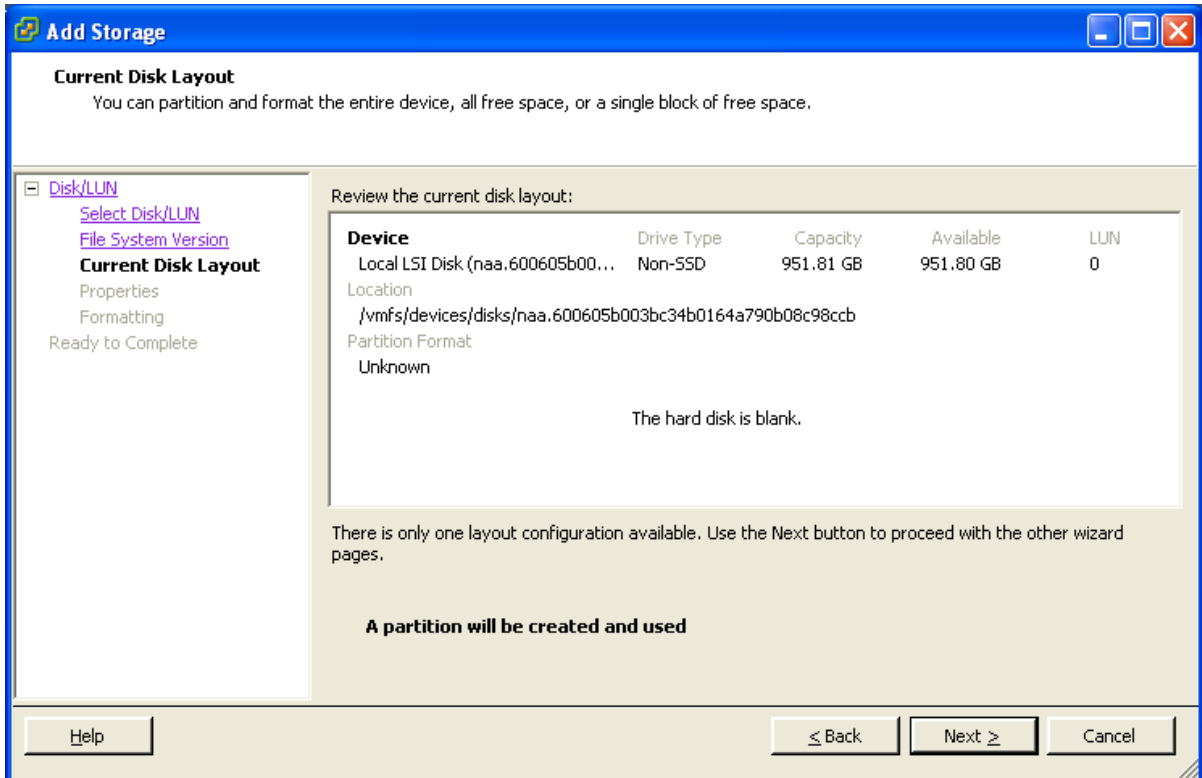 Add Storage
Current Disk Layout
You can partition and format the entire device, all free space, or a single block of free space.
Disk/LUN
Select Disk/LUN
File System Version
Current Disk Layout
Properties
Formatting
Ready to Complete
Review the current disk layout:
Device Drive Type Capacity Available LUN
Local LSI Disk (naa.600605b00... Non-SSD 951.81 GB 951.80 GB 0
Location
/vmfs/devices/disks/naa.600605b003bc34b0164a790b08c98ccb
Partition Format
Unknown
The hard disk is blank.
There is only one layout configuration available. Use the Next button to proceed with the other wizard
pages.
A partition will be created and used
Help < Back Next > Cancel